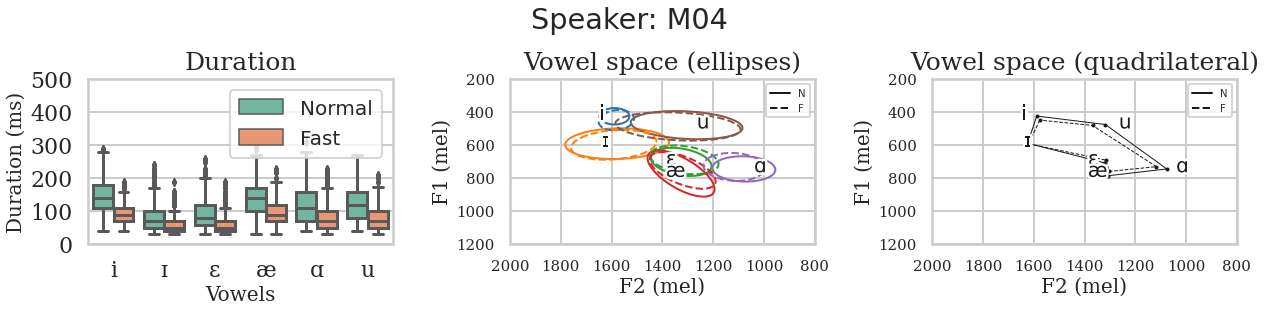 Speaker: M04
Duration
Duration (ms)
500
400
300
200
100
0
Normal
Fast
i ɪ ɛ æ ɑ u
Vowels
Vowel space (ellipses)
F1 (mel)
200
400
600
800
1000
1200
N
F
i
u
ɪ
ɛ
æ
ɑ
2000 1800 1600 1400 1200 1000 800
F2 (mel)
Vowel space (quadrilateral)
F1 (mel)
200
400
600
800
1000
1200
N
F
i
u
ɪ
ɛ
æ
ɑ
2000 1800 1600 1400 1200 1000 800
F2 (mel)